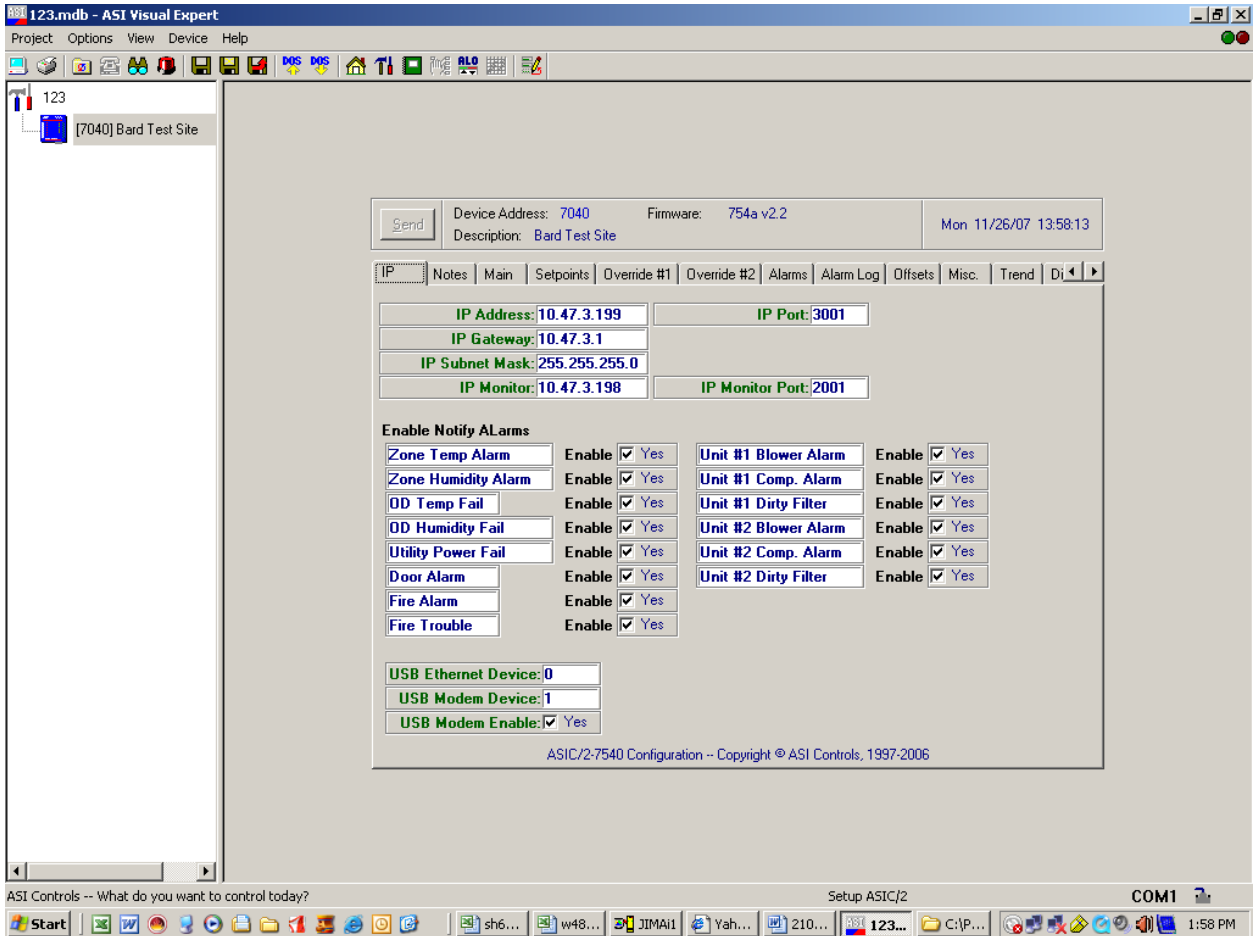 123.mdb - ASI Visual Expert
Project Options View Device Help
DOS DOS ALO
123
[7040] Bard Test Site
Send
Device Address: 7040 Firmware: 754a v2.2
Description: Bard Test Site
Mon 11/26/07 13:58:13
IP Notes Main Setpoints Override #1 Override #2 Alarms Alarm Log Offsets Misc. Trend Di
IP Address: 10.47.3.199 IP Port: 3001
IP Gateway: 10.47.3.1
IP Subnet Mask: 255.255.255.0
IP Monitor: 10.47.3.198 IP Monitor Port: 2001
Enable Notify ALarms
Zone Temp Alarm Enable Yes Unit #1 Blower Alarm Enable Yes
Zone Humidity Alarm Enable Yes Unit #1 Comp. Alarm Enable Yes
OD Temp Fail Enable Yes Unit #1 Dirty Filter Enable Yes
OD Humidity Fail Enable Yes Unit #2 Blower Alarm Enable Yes
Utility Power Fail Enable Yes Unit #2 Comp. Alarm Enable Yes
Door Alarm Enable Yes Unit #2 Dirty Filter Enable Yes
Fire Alarm Enable Yes
Fire Trouble Enable Yes
USB Ethernet Device: 0
USB Modem Device: 1
USB Modem Enable: Yes
ASIC/2-7540 Configuration -- Copyright © ASI Controls, 1997-2006
ASI Controls -- What do you want to control today? Setup ASIC/2 COM1
Start sh6... w48... JIMAi1 Yah... 210... 123... C:\P... 1:58 PM